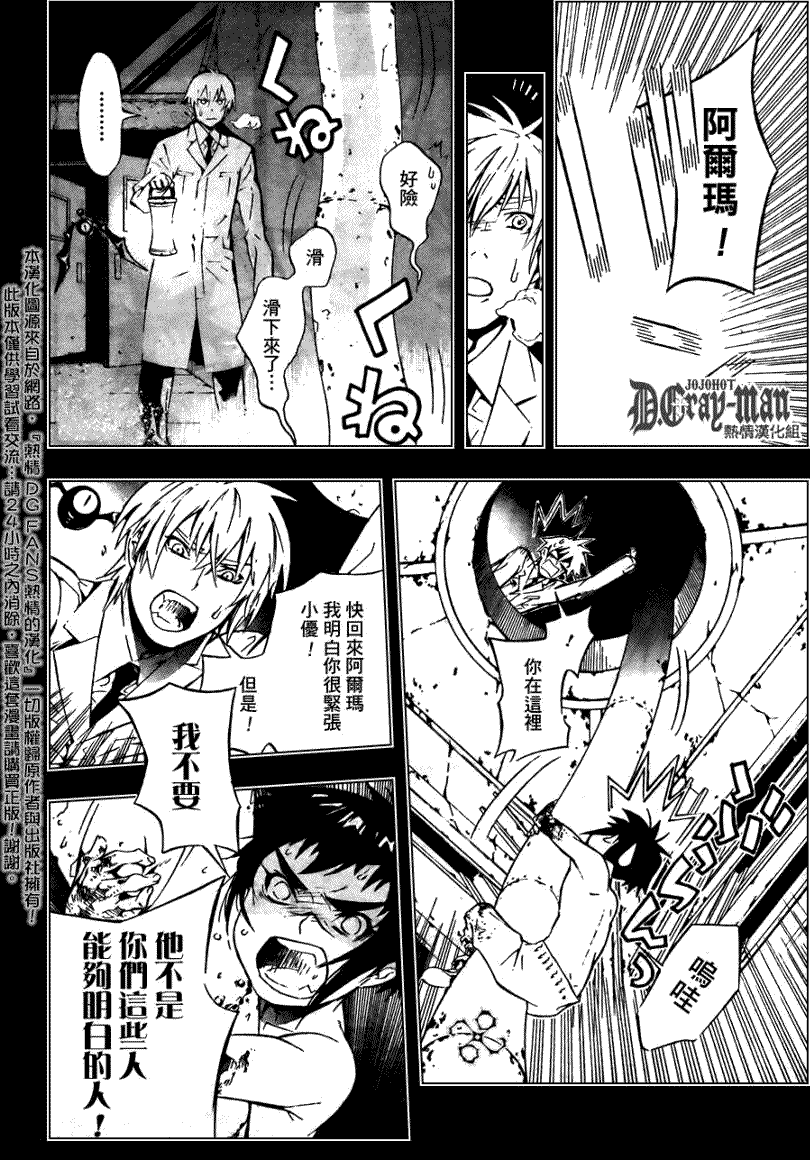 阿爾瑪！
JOJOHOT
D.Gray-man
熱情漢化組
好險
滑
滑下來了…
………
くね
くね
你在這裡
嗚哇
快回來阿爾瑪
我明白你很緊張
小優！
但是！
我不要
他不是
你們這些人
能夠明白的人！
本漢化圖源來自於網路，『熱情DG FANS熱情的漢化』一切版權歸原作者與出版社擁有！
此版本僅供學習試看交流：請24小時之內消除，喜歡這套漫畫請購買正版！謝謝。